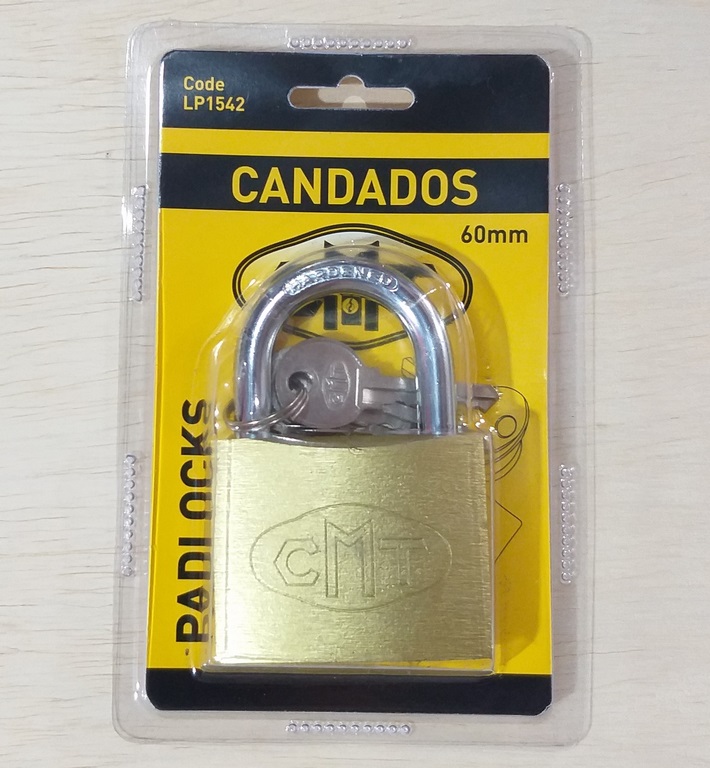 Code
LP1542
CANDADOS
60mm
HARDENED
PADLOCKS
CMT